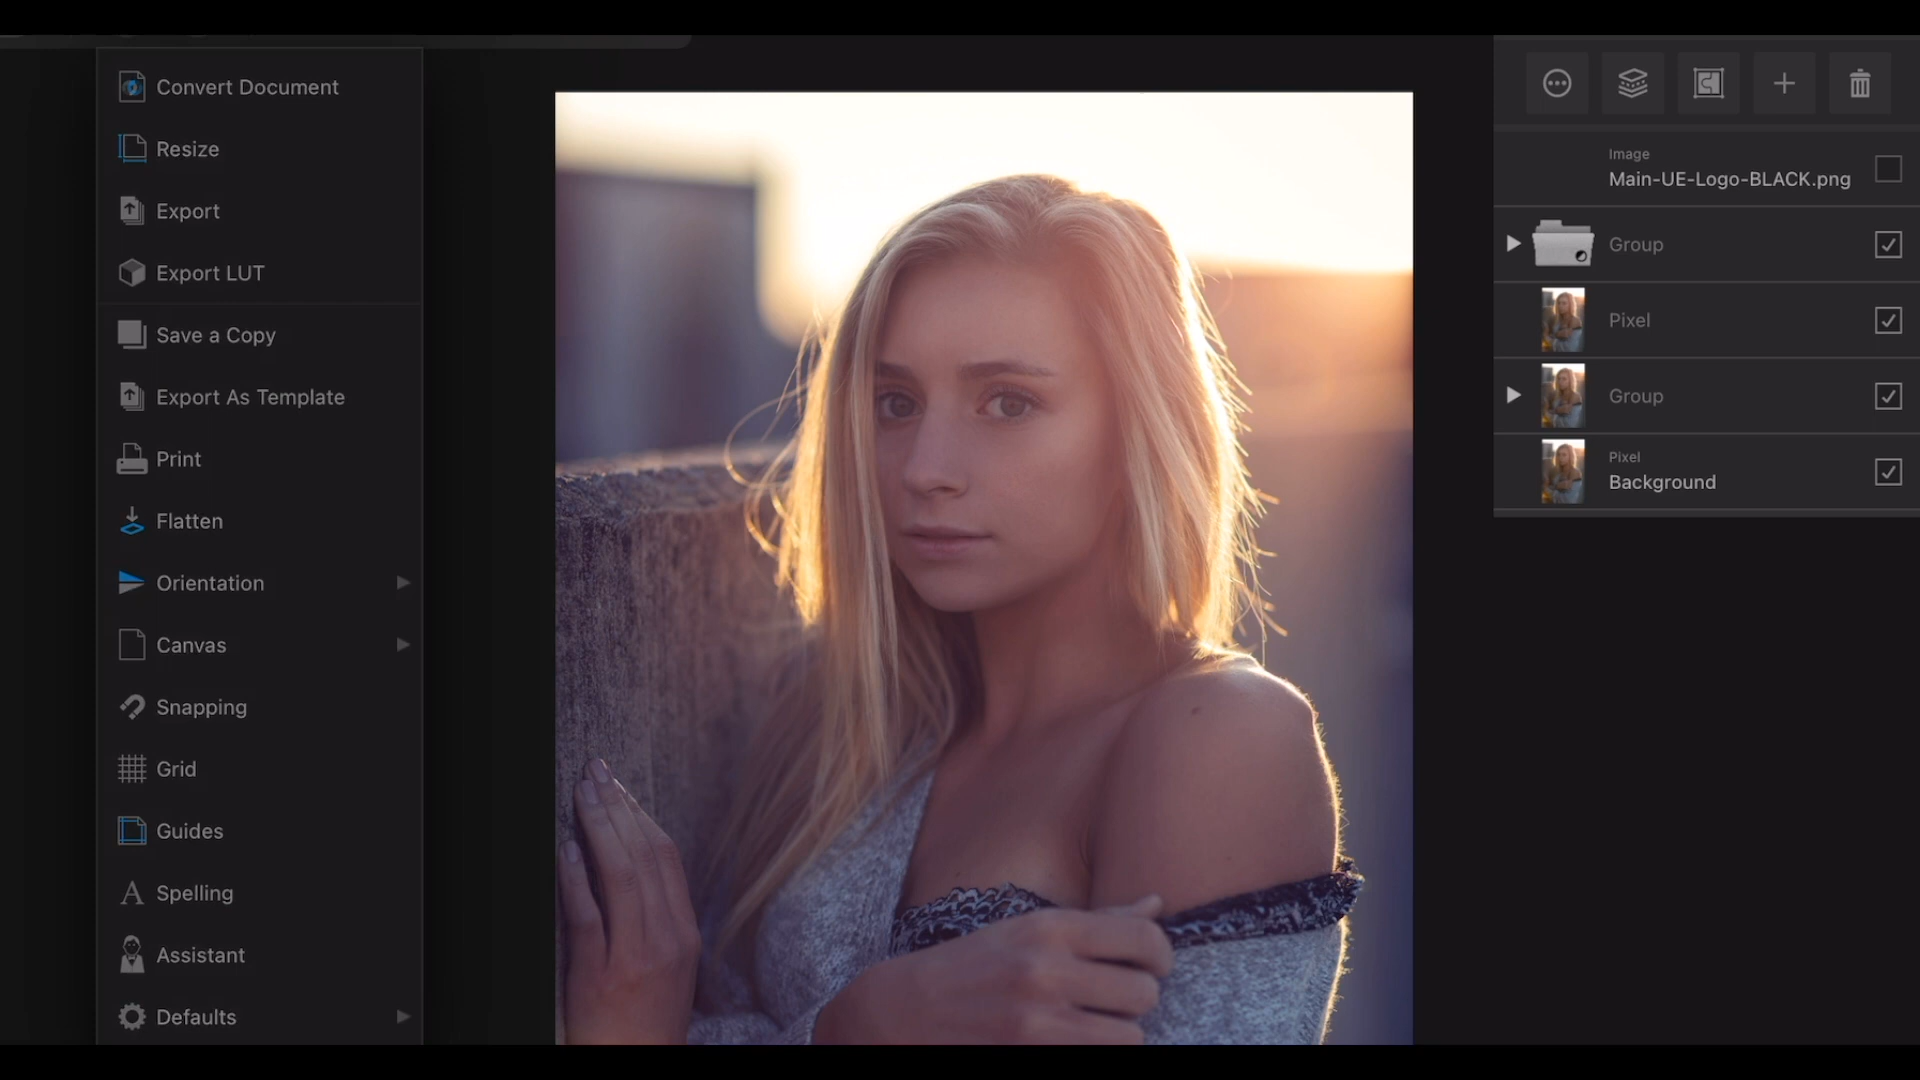 Convert Document
Resize
Export
Export LUT
Save a Copy
Export As Template
Print
Flatten
Orientation
Canvas
Snapping
Grid
Guides
Spelling
Assistant
Defaults
Image
Main-UE-Logo-BLACK.png
Group
Pixel
Group
Pixel
Background